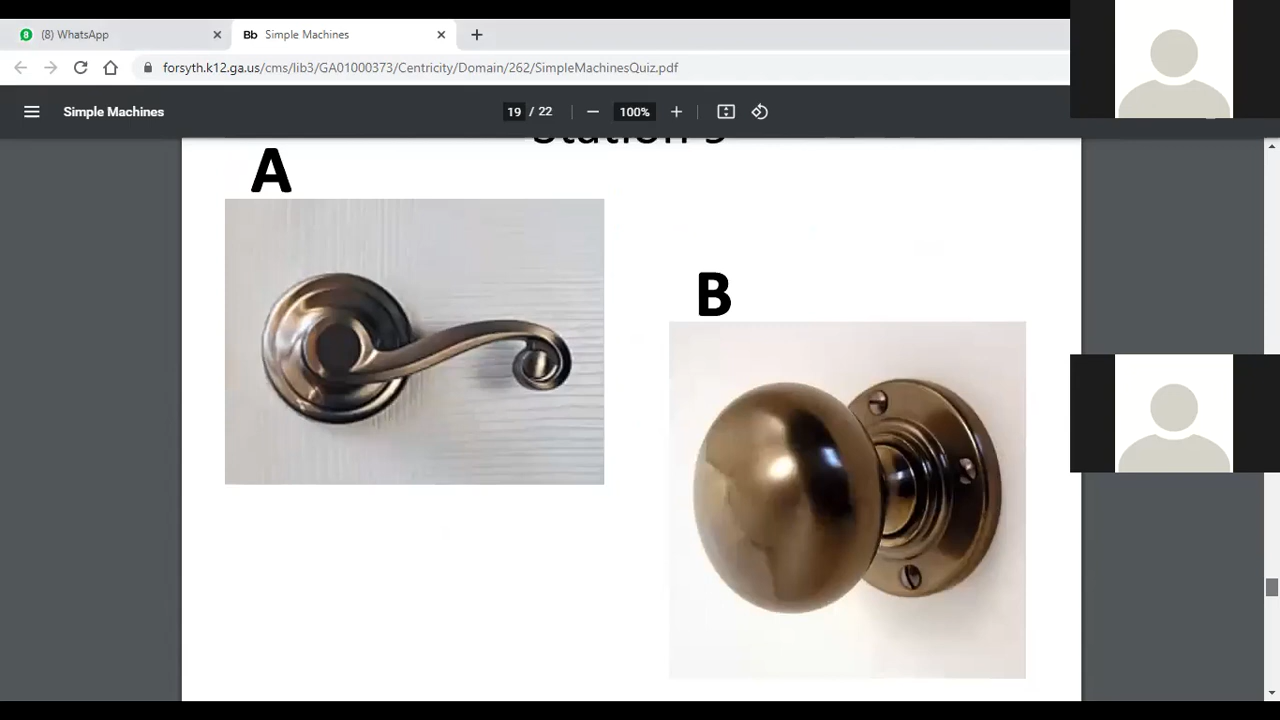 8 (8) WhatsApp
Bb Simple Machines
forsyth.k12.ga.us/cms/lib3/GA01000373/Centricity/Domain/262/SimpleMachinesQuiz.pdf
Simple Machines
19 / 22
100%
A
B